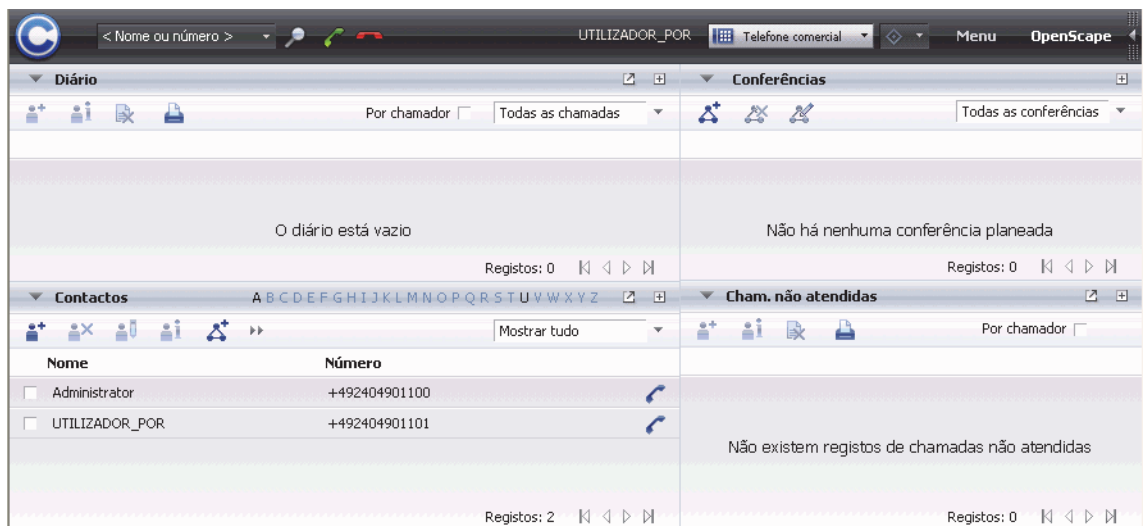 < Nome ou número > UTILIZADOR_POR Telefone comercial Menu OpenScape
Diário
Por chamador Todas as chamadas
O diário está vazio
Registos: 0
Conferências
Todas as conferências
Não há nenhuma conferência planeada
Registos: 0
Contactos A B C D E F G H I J K L M N O P Q R S T U V W X Y Z
Mostrar tudo
Nome Número
Administrator +492404901100
UTILIZADOR_POR +492404901101
Registos: 2
Cham. não atendidas
Por chamador
Não existem registos de chamadas não atendidas
Registos: 0